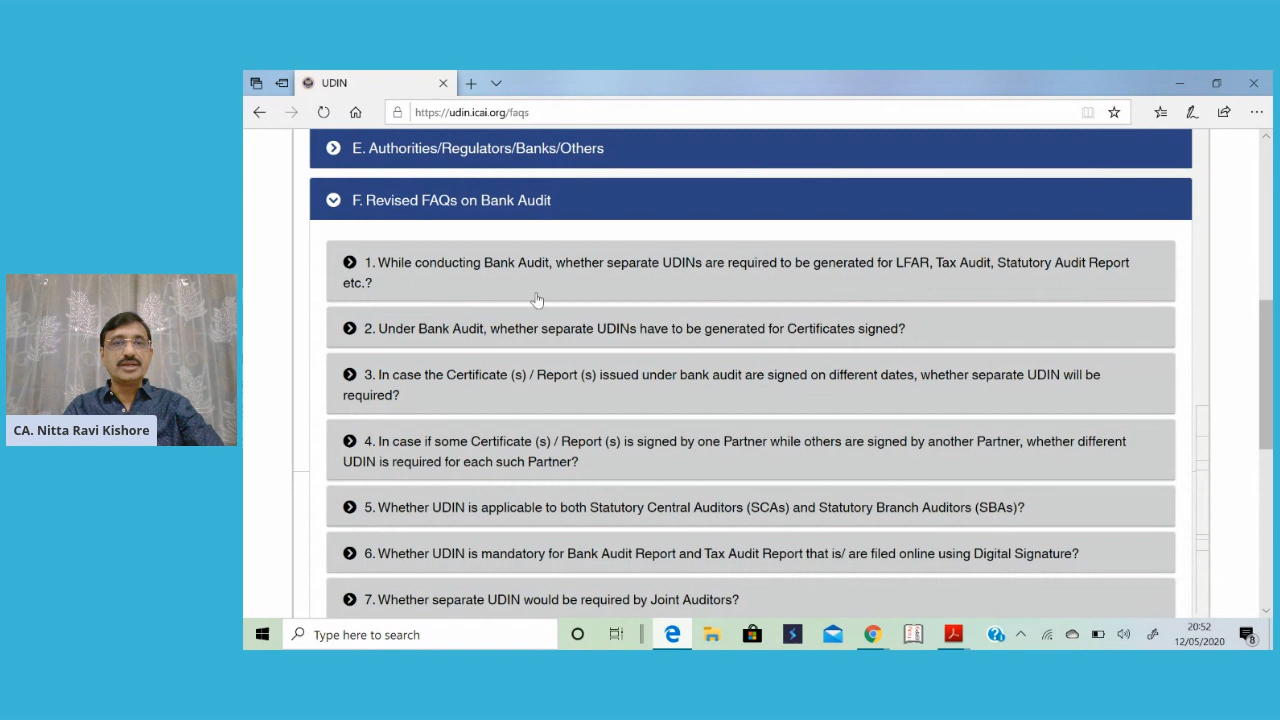 UDIN
https://udin.icai.org/faqs
E. Authorities/Regulators/Banks/Others
F. Revised FAQs on Bank Audit
1. While conducting Bank Audit, whether separate UDINs are required to be generated for LFAR, Tax Audit, Statutory Audit Report
etc.?
2. Under Bank Audit, whether separate UDINs have to be generated for Certificates signed?
3. In case the Certificate (s) / Report (s) issued under bank audit are signed on different dates, whether separate UDIN will be
required?
4. In case if some Certificate (s) / Report (s) is signed by one Partner while others are signed by another Partner, whether different
UDIN is required for each such Partner?
5. Whether UDIN is applicable to both Statutory Central Auditors (SCAs) and Statutory Branch Auditors (SBAs)?
6. Whether UDIN is mandatory for Bank Audit Report and Tax Audit Report that is/ are filed online using Digital Signature?
7. Whether separate UDIN would be required by Joint Auditors?
CA. Nitta Ravi Kishore
Type here to search
20:52
12/05/2020
8